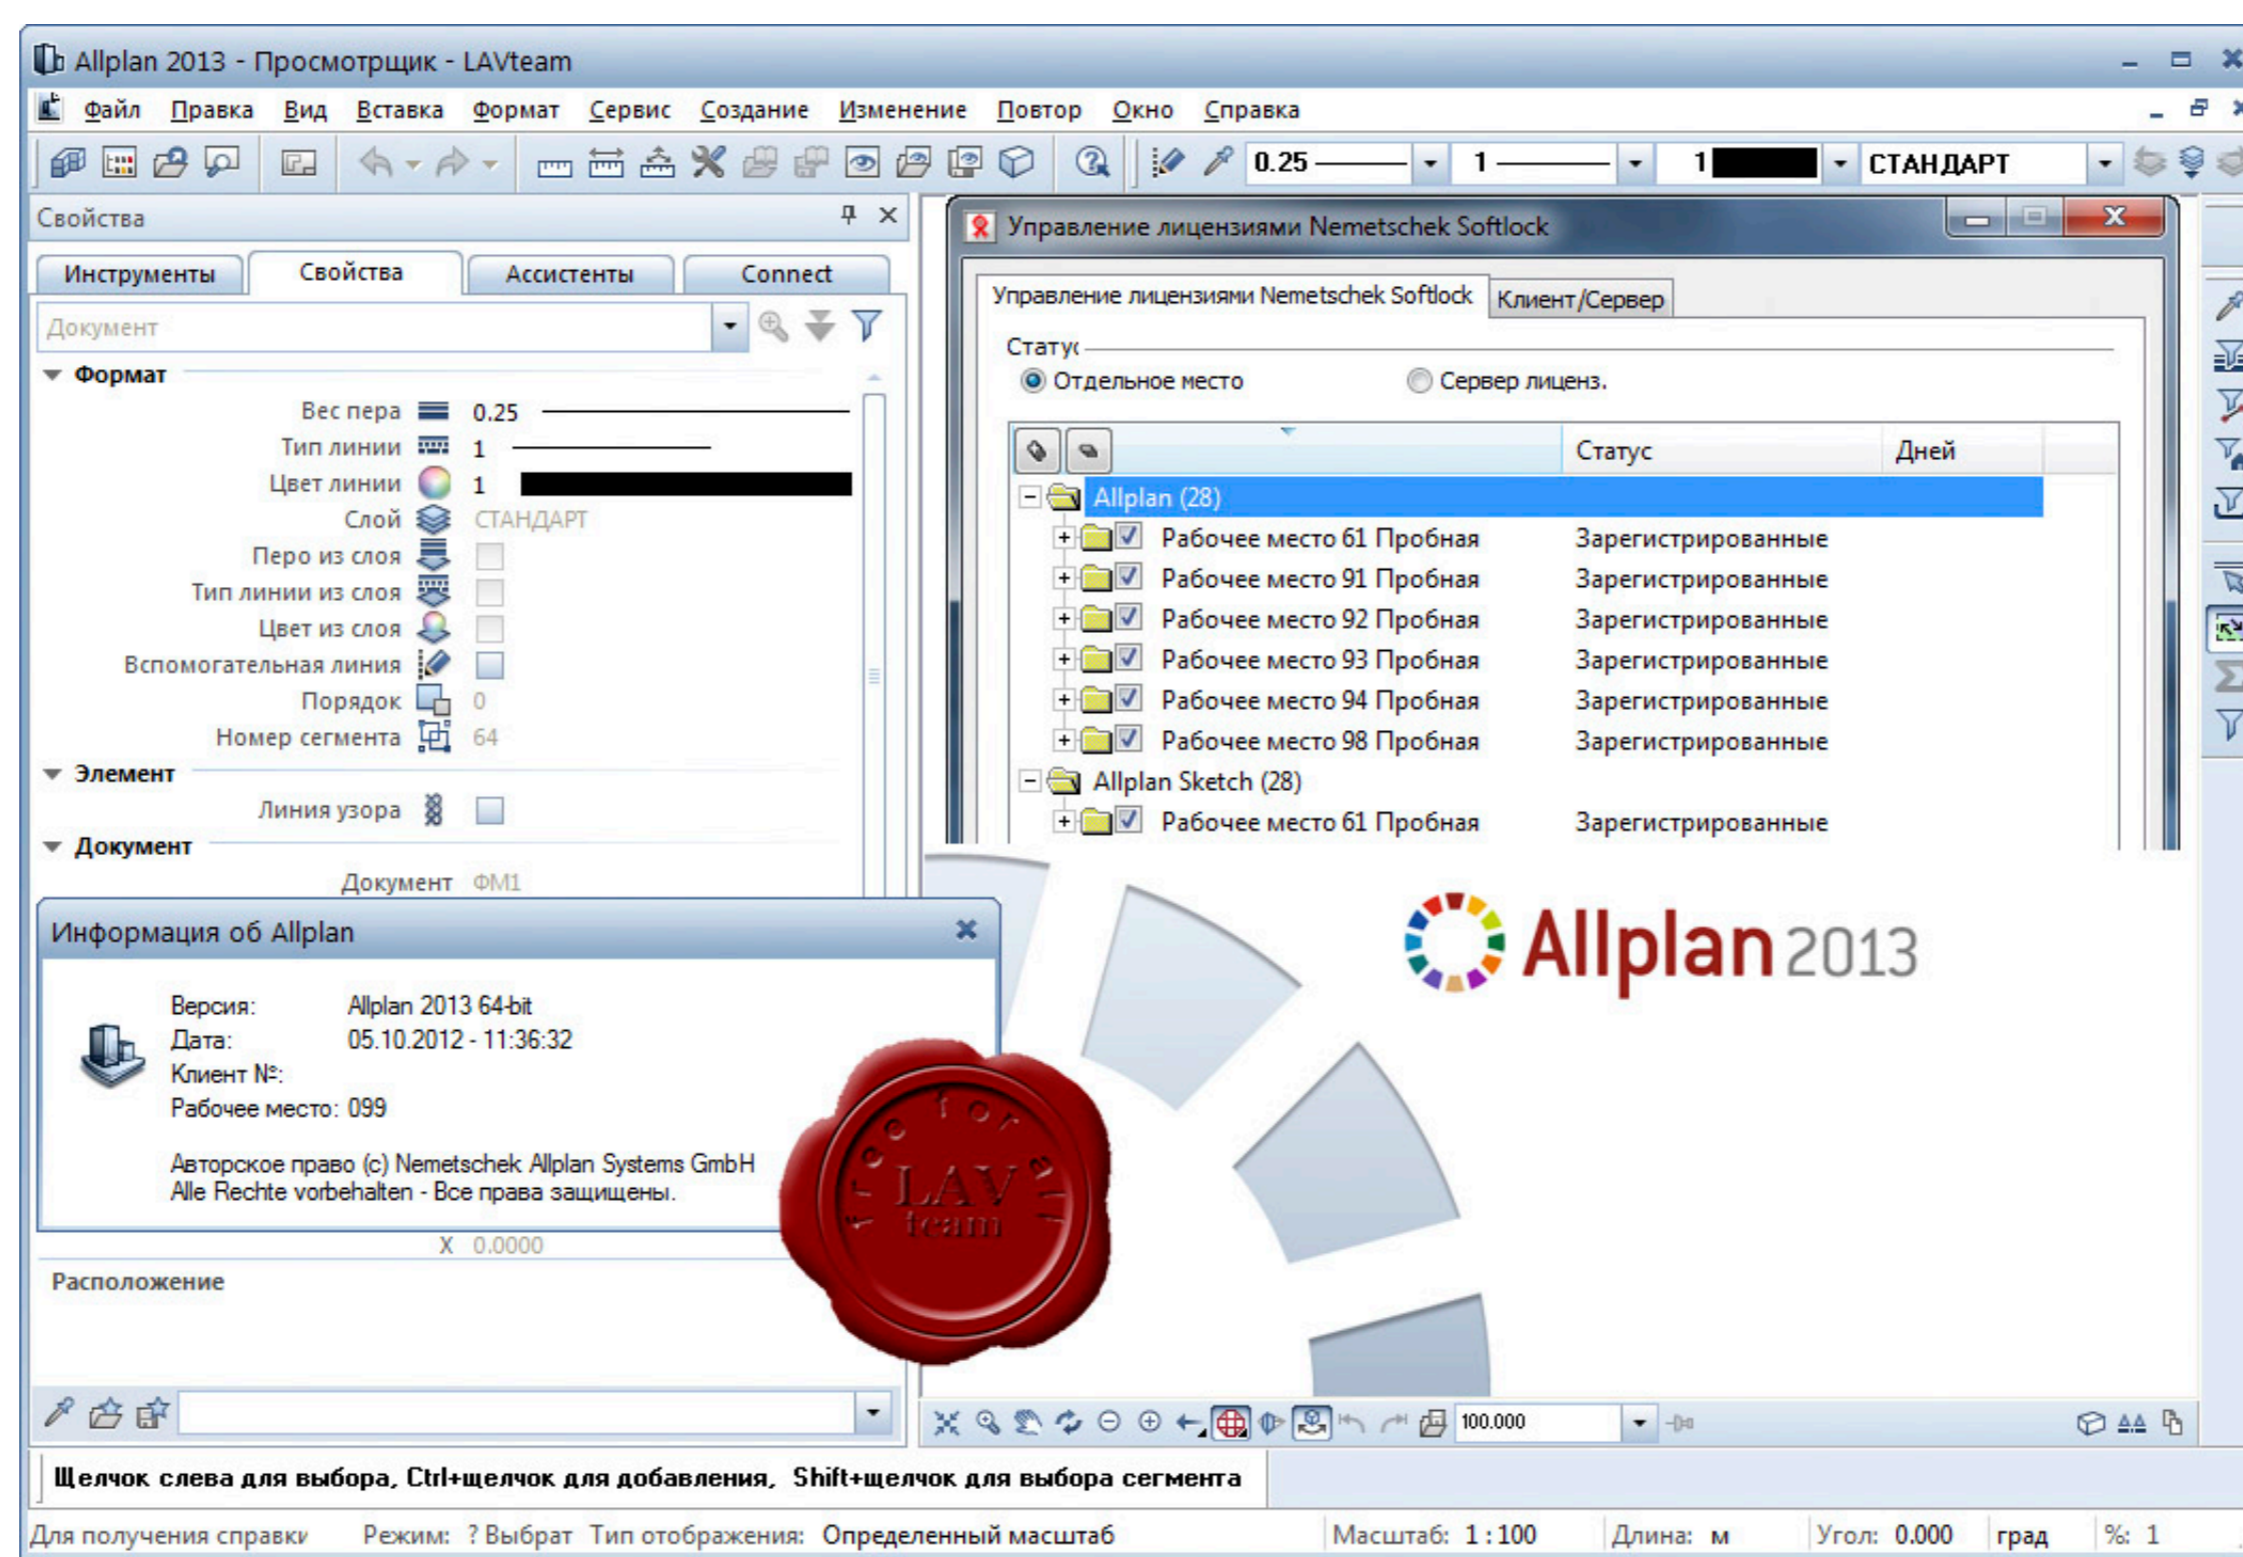 Allplan 2013 - Просмотрщик - LAVteam
Файл Правка Вид Вставка Формат Сервис Создание Изменение Повтор Окно Справка
0.25 1 1 СТАНДАРТ
Свойства
Инструменты Свойства Ассистенты Connect
Документ
Формат
Вес пера 0.25
Тип линии 1
Цвет линии 1
Слой СТАНДАРТ
Перо из слоя
Тип линии из слоя
Цвет из слоя
Вспомогательная линия
Порядок 0
Номер сегмента 64
Элемент
Линия узора
Документ
Документ ФМ1
Управление лицензиями Nemetschek Softlock
Управление лицензиями Nemetschek Softlock Клиент/Сервер
Статус
Отдельное место Сервер лиценз.
Статус Дней
Allplan (28)
Рабочее место 61 Пробная Зарегистрированные
Рабочее место 91 Пробная Зарегистрированные
Рабочее место 92 Пробная Зарегистрированные
Рабочее место 93 Пробная Зарегистрированные
Рабочее место 94 Пробная Зарегистрированные
Рабочее место 98 Пробная Зарегистрированные
Allplan Sketch (28)
Рабочее место 61 Пробная Зарегистрированные
Allplan 2013
Информация об Allplan
Версия: Allplan 2013 64-bit
Дата: 05.10.2012 - 11:36:32
Клиент №:
Рабочее место: 099
Авторское право (c) Nemetschek Allplan Systems GmbH
Alle Rechte vorbehalten - Все права защищены.
free for all
LAV
team
X 0.0000
Расположение
100.000
Щелчок слева для выбора, Ctrl+щелчок для добавления, Shift+щелчок для выбора сегмента
Для получения справки Режим: ? Выбрат Тип отображения: Определенный масштаб Масштаб: 1:100 Длина: м Угол: 0.000 град %: 1